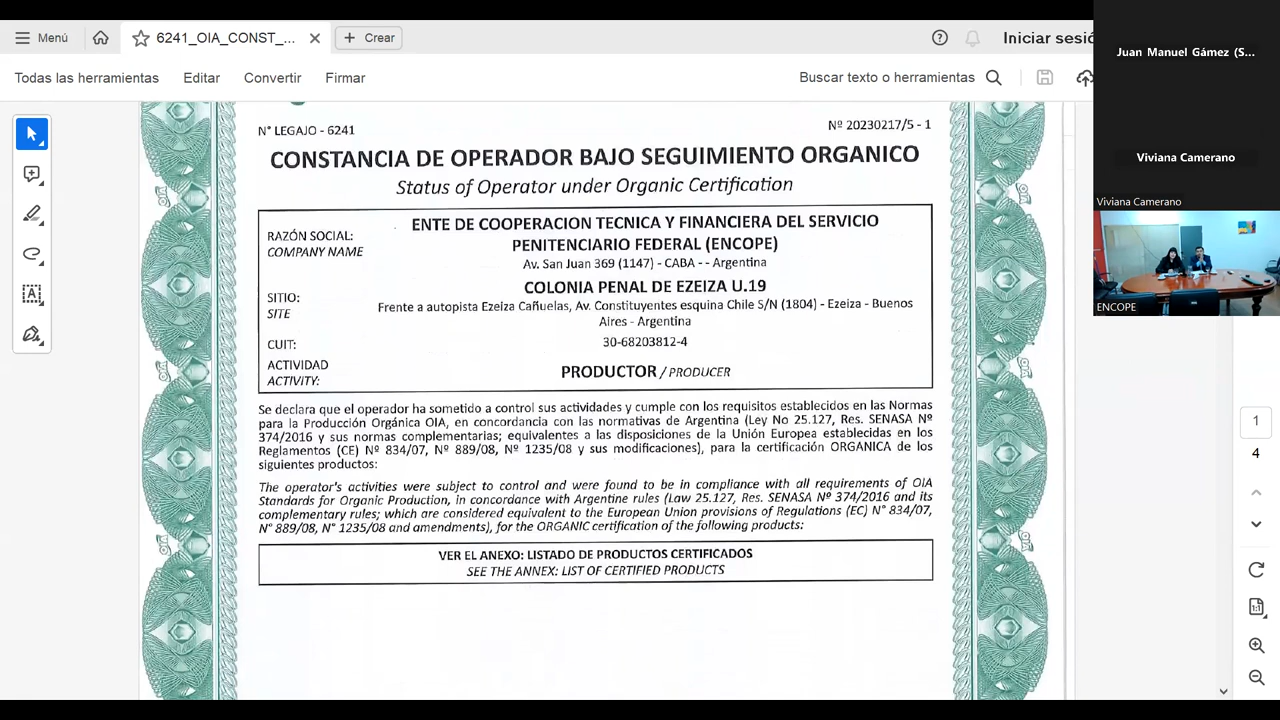 Menú
6241_OIA_CONST_...
Crear
Iniciar sesió
Todas las herramientas
Editar
Convertir
Firmar
Buscar texto o herramientas
N° LEGAJO - 6241
Nº 20230217/5 - 1
CONSTANCIA DE OPERADOR BAJO SEGUIMIENTO ORGANICO
Status of Operator under Organic Certification
RAZÓN SOCIAL:
COMPANY NAME
ENTE DE COOPERACION TECNICA Y FINANCIERA DEL SERVICIO
PENITENCIARIO FEDERAL (ENCOPE)
Av. San Juan 369 (1147) - CABA - - Argentina
SITIO:
SITE
COLONIA PENAL DE EZEIZA U.19
Frente a autopista Ezeiza Cañuelas, Av. Constituyentes esquina Chile S/N (1804) - Ezeiza - Buenos
Aires - Argentina
CUIT:
30-68203812-4
ACTIVIDAD
ACTIVITY:
PRODUCTOR / PRODUCER
Se declara que el operador ha sometido a control sus actividades y cumple con los requisitos establecidos en las Normas
para la Producción Orgánica OIA, en concordancia con las normativas de Argentina (Ley No 25.127, Res. SENASA Nº
374/2016 y sus normas complementarias; equivalentes a las disposiciones de la Unión Europea establecidas en los
Reglamentos (CE) Nº 834/07, Nº 889/08, Nº 1235/08 y sus modificaciones), para la certificación ORGANICA de los
siguientes productos:
The operator's activities were subject to control and were found to be in compliance with all requirements of OIA
Standards for Organic Production, in concordance with Argentine rules (Law 25.127, Res. SENASA Nº 374/2016 and its
complementary rules; which are considered equivalent to the European Union provisions of Regulations (EC) N° 834/07,
N° 889/08, N° 1235/08 and amendments), for the ORGANIC certification of the following products:
VER EL ANEXO: LISTADO DE PRODUCTOS CERTIFICADOS
SEE THE ANNEX: LIST OF CERTIFIED PRODUCTS
Juan Manuel Gámez (S...
Viviana Camerano
Viviana Camerano
ENCOPE
1
4
1:1